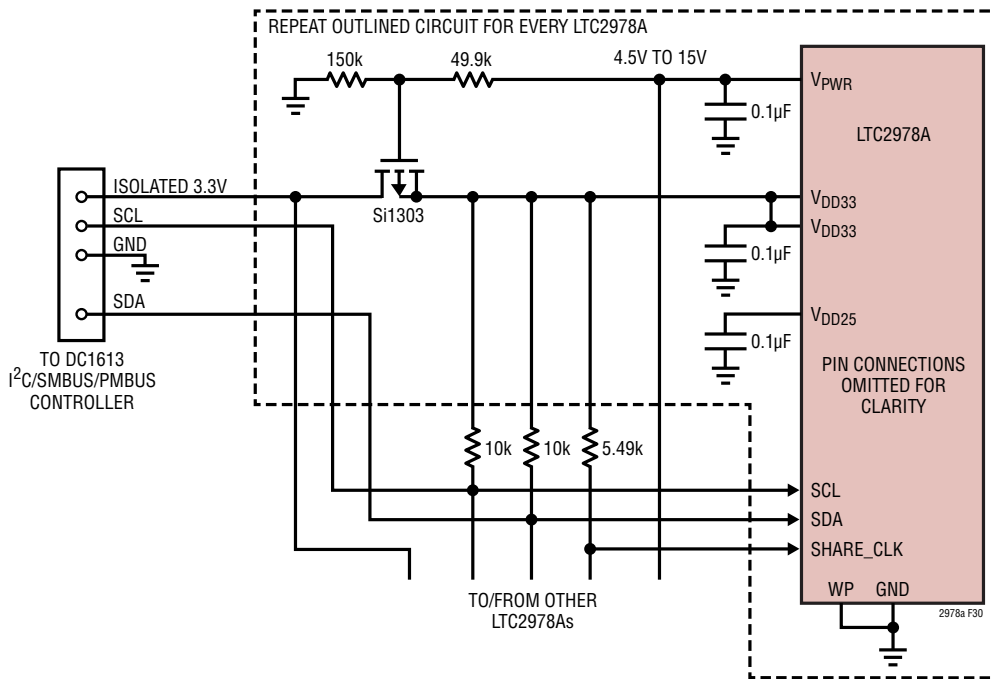 REPEAT OUTLINED CIRCUIT FOR EVERY LTC2978A
150k
49.9k
4.5V TO 15V
VPWR
0.1µF
LTC2978A
ISOLATED 3.3V
Si1303
VDD33
SCL
VDD33
GND
0.1µF
SDA
VDD25
0.1µF
TO DC1613
I2C/SMBUS/PMBUS
CONTROLLER
PIN CONNECTIONS
OMITTED FOR
CLARITY
10k
10k
5.49k
SCL
SDA
SHARE_CLK
TO/FROM OTHER
LTC2978As
WP GND
2978a F30